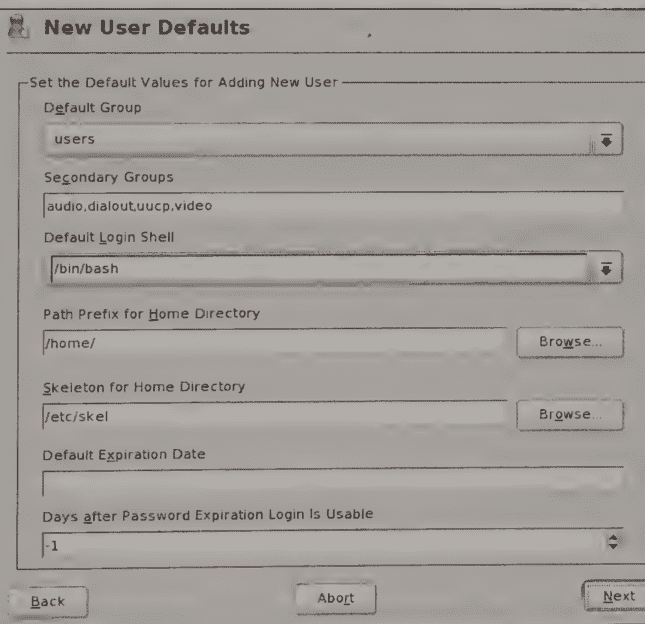 New User Defaults
Set the Default Values for Adding New User
Default Group
users
Secondary Groups
audio,dialout,uucp,video
Default Login Shell
/bin/bash
Path Prefix for Home Directory
/home/
Browse...
Skeleton for Home Directory
/etc/skel
Browse...
Default Expiration Date
Days after Password Expiration Login Is Usable
-1
Back
Abort
Next